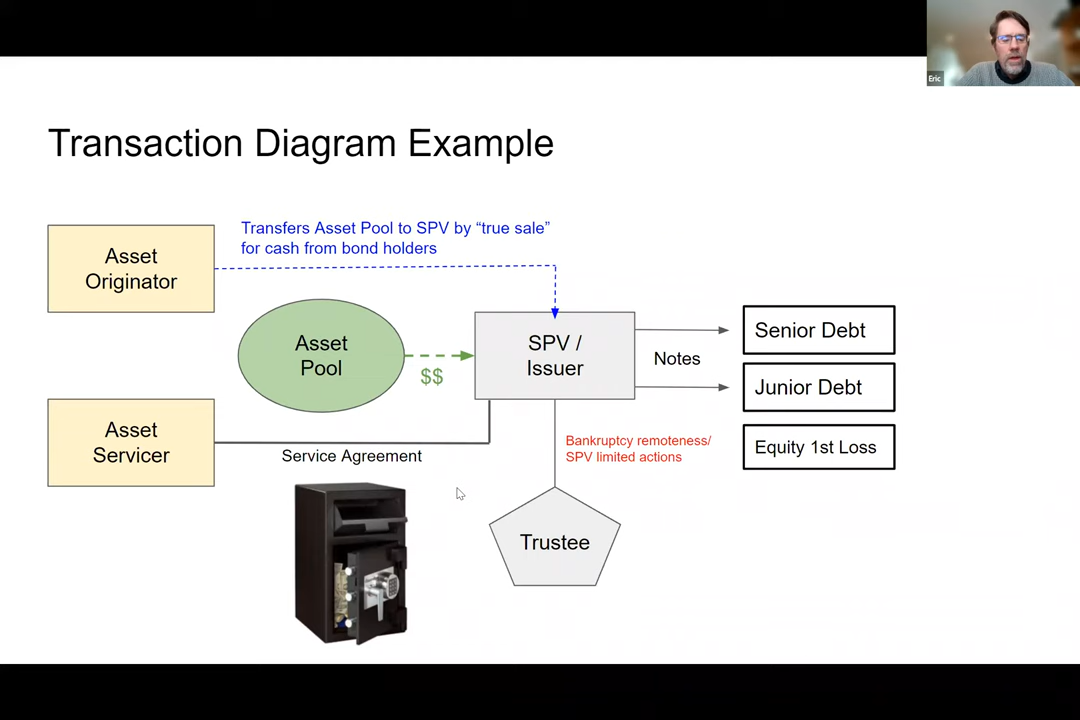 Eric
Transaction Diagram Example
Transfers Asset Pool to SPV by “true sale”
for cash from bond holders
Asset
Originator
Asset
Pool
$$
SPV /
Issuer
Notes
Senior Debt
Junior Debt
Equity 1st Loss
Asset
Servicer
Service Agreement
Bankruptcy remoteness/
SPV limited actions
Trustee